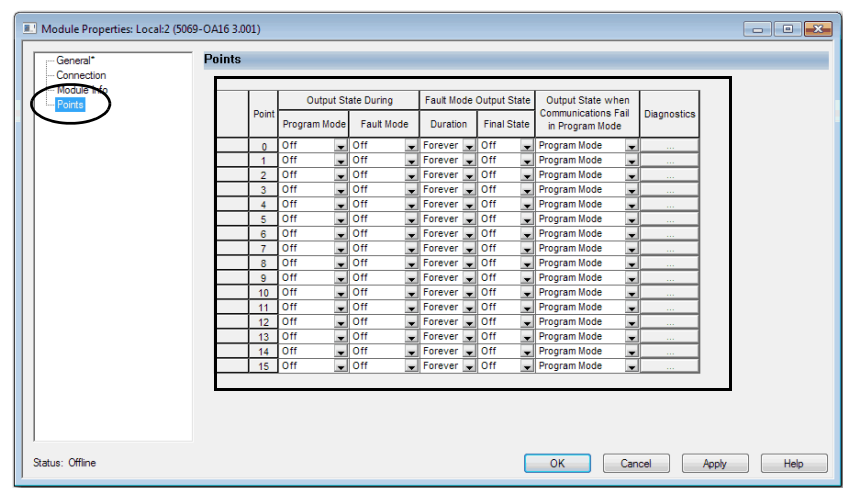 Module Properties: Local:2 (5069-OA16 3.001)
General*
Connection
Module Info
Points
Points
Point
Output State During
Program Mode Fault Mode
Fault Mode Output State
Duration Final State
Output State when
Communications Fail
in Program Mode
Diagnostics
0 Off Off Forever Off Program Mode ...
1 Off Off Forever Off Program Mode ...
2 Off Off Forever Off Program Mode ...
3 Off Off Forever Off Program Mode ...
4 Off Off Forever Off Program Mode ...
5 Off Off Forever Off Program Mode ...
6 Off Off Forever Off Program Mode ...
7 Off Off Forever Off Program Mode ...
8 Off Off Forever Off Program Mode ...
9 Off Off Forever Off Program Mode ...
10 Off Off Forever Off Program Mode ...
11 Off Off Forever Off Program Mode ...
12 Off Off Forever Off Program Mode ...
13 Off Off Forever Off Program Mode ...
14 Off Off Forever Off Program Mode ...
15 Off Off Forever Off Program Mode ...
Status: Offline
OK Cancel Apply Help